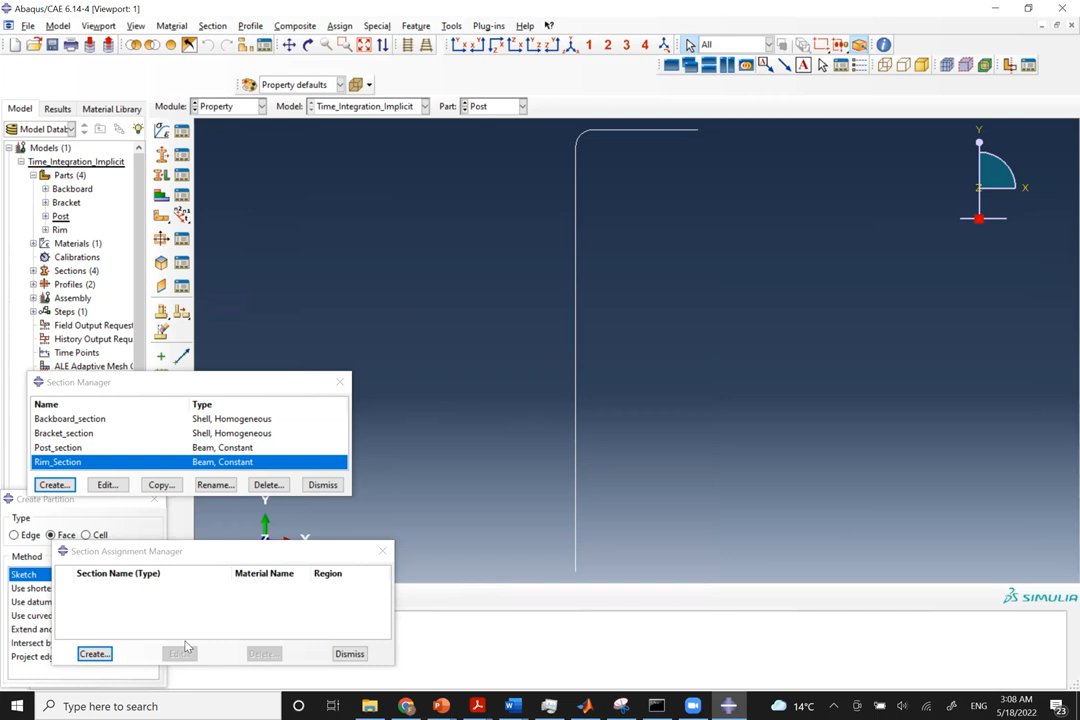 Abaqus/CAE 6.14-4 [Viewport: 1]
File Model Viewport View Material Section Profile Composite Assign Special Feature Tools Plug-ins Help
1 2 3 4 All
Property defaults
Model Results Material Library
Module: Property Model: Time_Integration_Implicit Part: Post
Model Datab
Models (1)
Time_Integration_Implicit
Parts (4)
Backboard
Bracket
Post
Rim
Materials (1)
Calibrations
Sections (4)
Profiles (2)
Assembly
Steps (1)
Field Output Request
History Output Requ
Time Points
ALE Adaptive Mesh C
Y
Z X
Section Manager
Name Type
Backboard_section Shell, Homogeneous
Bracket_section Shell, Homogeneous
Post_section Beam, Constant
Rim_Section Beam, Constant
Create... Edit... Copy... Rename... Delete... Dismiss
Y
X
Create Partition
Type
Edge Face Cell
Method
Sketch
Use shorte
Use datum
Use curved
Extend and
Intersect b
Project edg
Section Assignment Manager
Section Name (Type) Material Name Region
Create... Edit... Delete... Dismiss
SIMULIA
Type here to search
14°C ENG 3:08 AM 5/18/2022 23